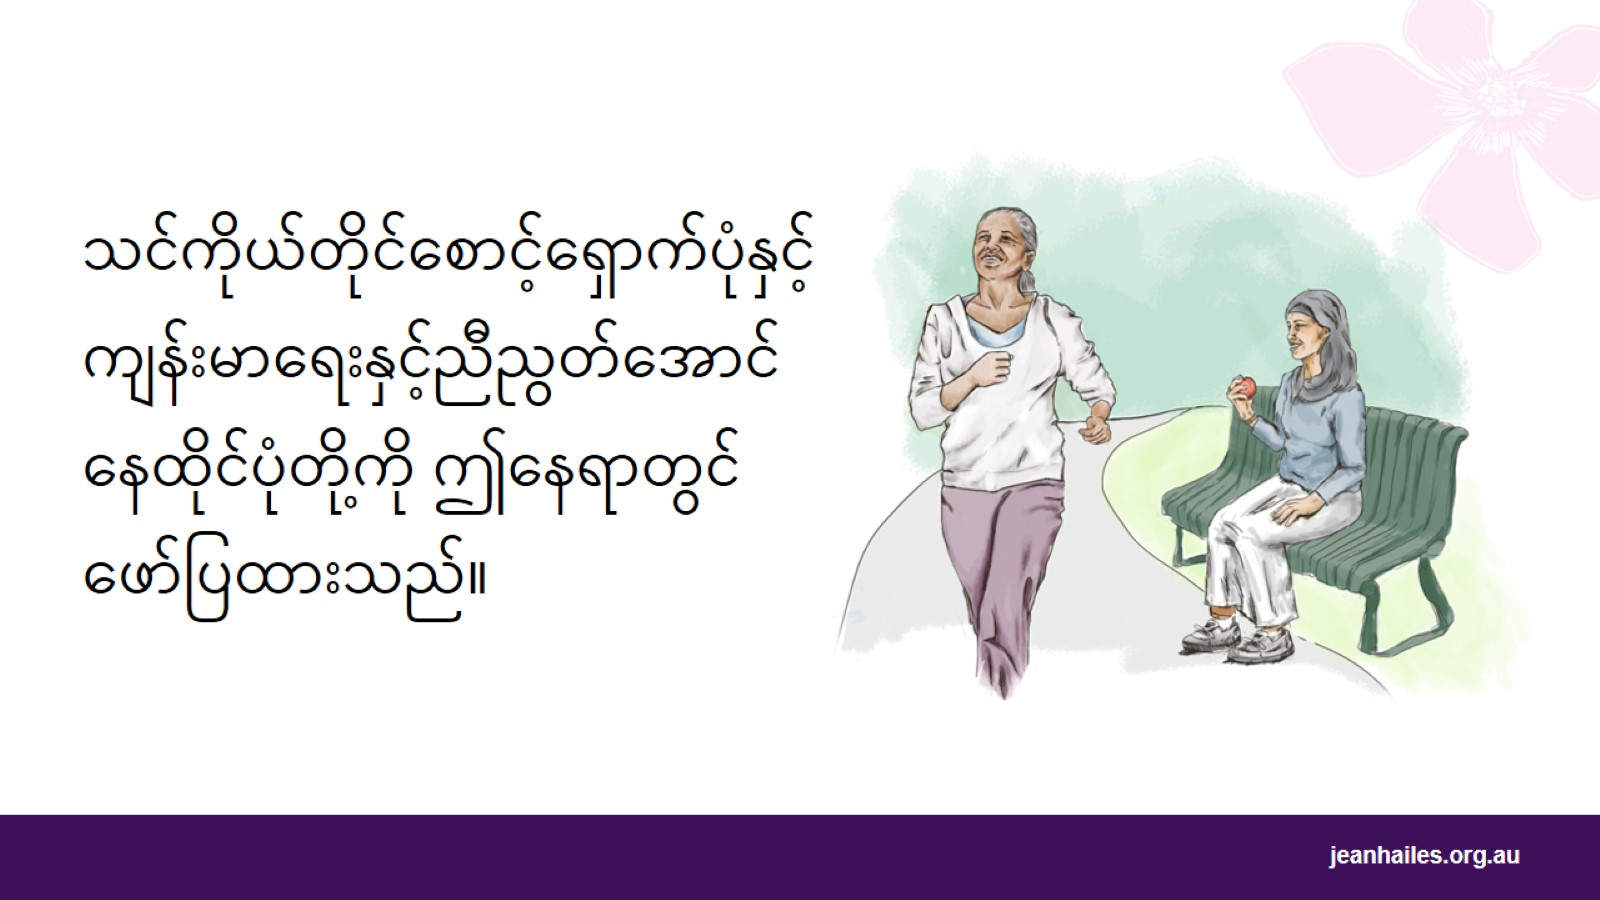 သင်ကိုယ်တိုင်စောင့်ရှောက်ပုံနှင့်
ကျန်းမာရေးနှင့်ညီညွတ်အောင်
နေထိုင်ပုံတို့ကို ဤနေရာတွင်
ဖော်ပြထားသည်။
jeanhailes.org.au